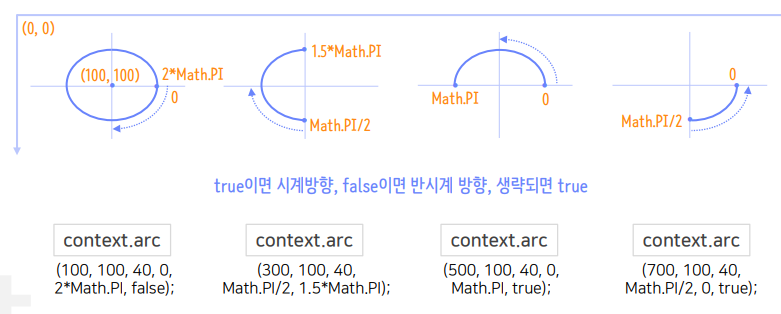 (0, 0)
(100, 100)
2*Math.PI
0
1.5*Math.PI
Math.PI/2
Math.PI
0
0
Math.PI/2
true이면 시계방향, false이면 반시계 방향, 생략되면 true
context.arc
(100, 100, 40, 0,
2*Math.PI, false);
context.arc
(300, 100, 40,
Math.PI/2, 1.5*Math.PI);
context.arc
(500, 100, 40, 0,
Math.PI, true);
context.arc
(700, 100, 40,
Math.PI/2, 0, true);